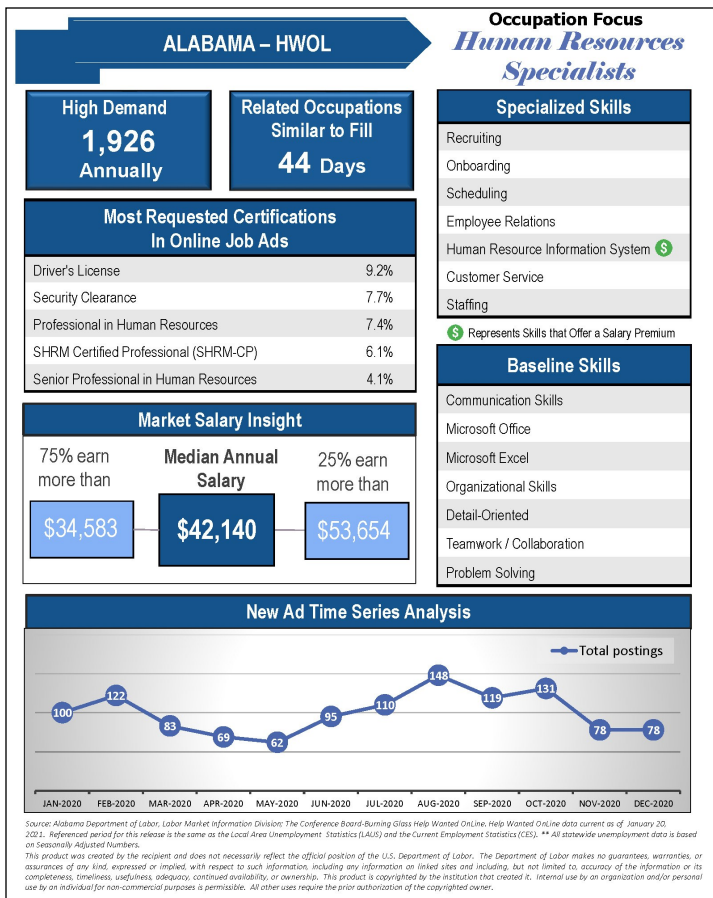 ALABAMA – HWOL
Occupation Focus
Human Resources
Specialists
High Demand
1,926
Annually
Related Occupations
Similar to Fill
44 Days
Most Requested Certifications
In Online Job Ads
Driver's License 9.2%
Security Clearance 7.7%
Professional in Human Resources 7.4%
SHRM Certified Professional (SHRM-CP) 6.1%
Senior Professional in Human Resources 4.1%
Market Salary Insight
75% earn
more than
$34,583
Median Annual
Salary
$42,140
25% earn
more than
$53,654
Specialized Skills
Recruiting
Onboarding
Scheduling
Employee Relations
Human Resource Information System $
Customer Service
Staffing
$ Represents Skills that Offer a Salary Premium
Baseline Skills
Communication Skills
Microsoft Office
Microsoft Excel
Organizational Skills
Detail-Oriented
Teamwork / Collaboration
Problem Solving
New Ad Time Series Analysis
Total postings
100 122 83 69 62 95 110 148 119 131 78 78
JAN-2020 FEB-2020 MAR-2020 APR-2020 MAY-2020 JUN-2020 JUL-2020 AUG-2020 SEP-2020 OCT-2020 NOV-2020 DEC-2020
Source: Alabama Department of Labor, Labor Market Information Division; The Conference Board-Burning Glass Help Wanted OnLine. Help Wanted OnLine data current as of January 20,
2021. Referenced period for this release is the same as the Local Area Unemployment Statistics (LAUS) and the Current Employment Statistics (CES). ** All statewide unemployment data is based
on Seasonally Adjusted Numbers.
This product was created by the recipient and does not necessarily reflect the official position of the U.S. Department of Labor. The Department of Labor makes no guarantees, warranties, or
assurances of any kind, expressed or implied, with respect to such information, including any information on linked sites and including, but not limited to, accuracy of the information or its
completeness, timeliness, usefulness, adequacy, continued availability, or ownership. This product is copyrighted by the institution that created it. Internal use by an organization and/or personal
use by an individual for non-commercial purposes is permissible. All other uses require the prior authorization of the copyrighted owner.